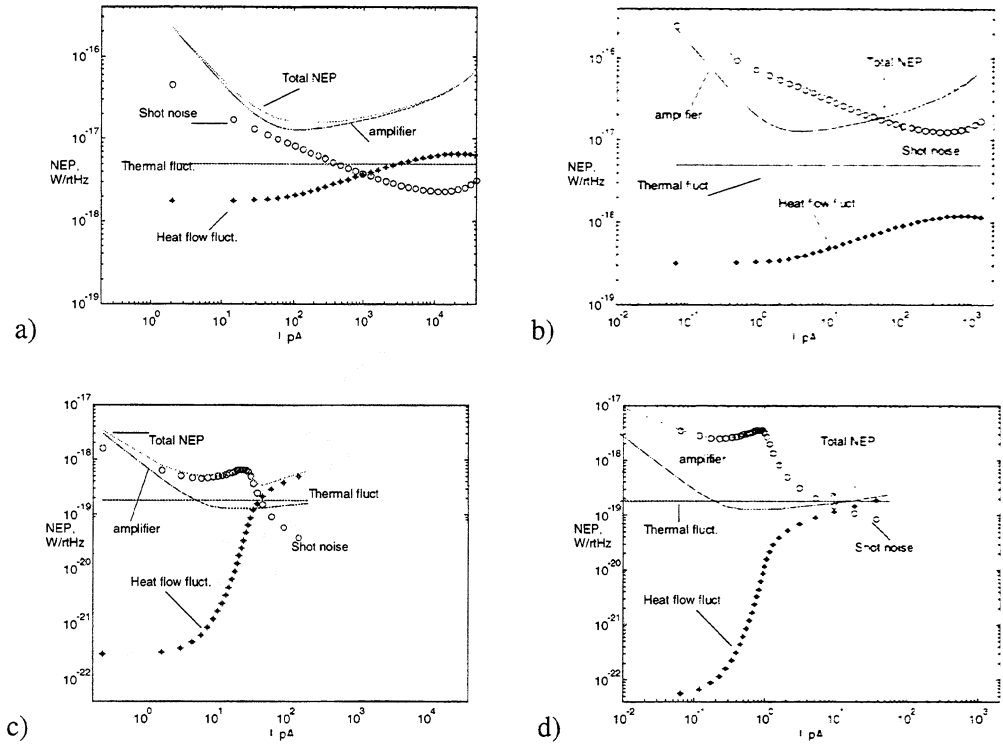 10^-16
Total NEP
Shot noise
amplifier
10^-17
Thermal fluct.
NEP,
W/rtHz
10^-18
Heat flow fluct.
10^-19
10^0 10^1 10^2 10^3 10^4
I, pA
a)
10^-16
Total NEP
amplifier
10^-17
Shot noise
NEP,
W/rtHz
Thermal fluct
Heat flow fluct
10^-18
10^-19
10^-2 10^-1 10^0 10^1 10^2 10^3
I, pA
b)
10^-17
Total NEP
10^-18
Thermal fluct
amplifier
10^-19
NEP,
W/rtHz
Shot noise
10^-20
Heat flow fluct.
10^-21
10^-22
10^0 10^1 10^2 10^3 10^4
I, pA
c)
10^-17
Total NEP
amplifier
10^-18
10^-19
NEP,
W/rtHz
Thermal fluct.
Shot noise
10^-20
Heat flow fluct
10^-21
10^-22
10^-2 10^-1 10^0 10^1 10^2 10^3
I, pA
d)